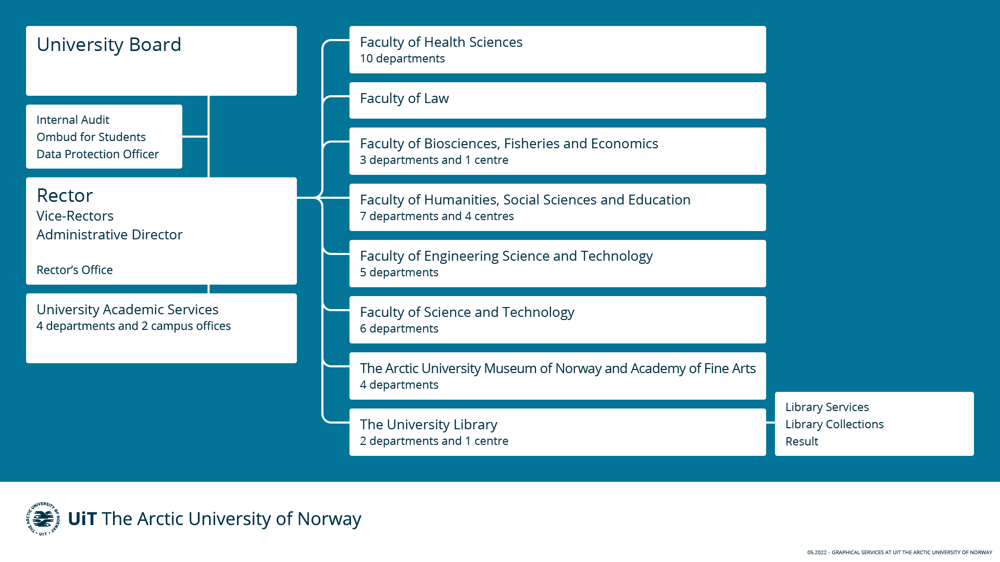 University Board
Internal Audit
Ombud for Students
Data Protection Officer
Rector
Vice-Rectors
Administrative Director
Rector’s Office
University Academic Services
4 departments and 2 campus offices
Faculty of Health Sciences
10 departments
Faculty of Law
Faculty of Biosciences, Fisheries and Economics
3 departments and 1 centre
Faculty of Humanities, Social Sciences and Education
7 departments and 4 centres
Faculty of Engineering Science and Technology
5 departments
Faculty of Science and Technology
6 departments
The Arctic University Museum of Norway and Academy of Fine Arts
4 departments
The University Library
2 departments and 1 centre
Library Services
Library Collections
Result
THE ARCTIC UNIVERSITY OF NORWAY • UiT •
UiT The Arctic University of Norway
05.2022 – GRAPHICAL SERVICES AT UIT THE ARCTIC UNIVERSITY OF NORWAY